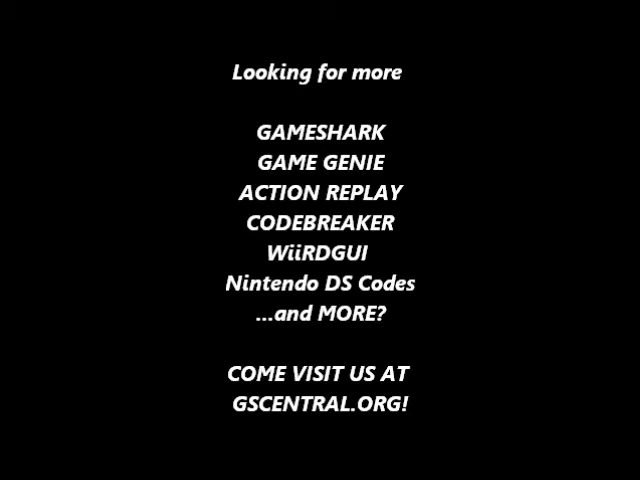 Looking for more
GAMESHARK
GAME GENIE
ACTION REPLAY
CODEBREAKER
WiiRDGUI
Nintendo DS Codes
...and MORE?
COME VISIT US AT
GSCENTRAL.ORG!